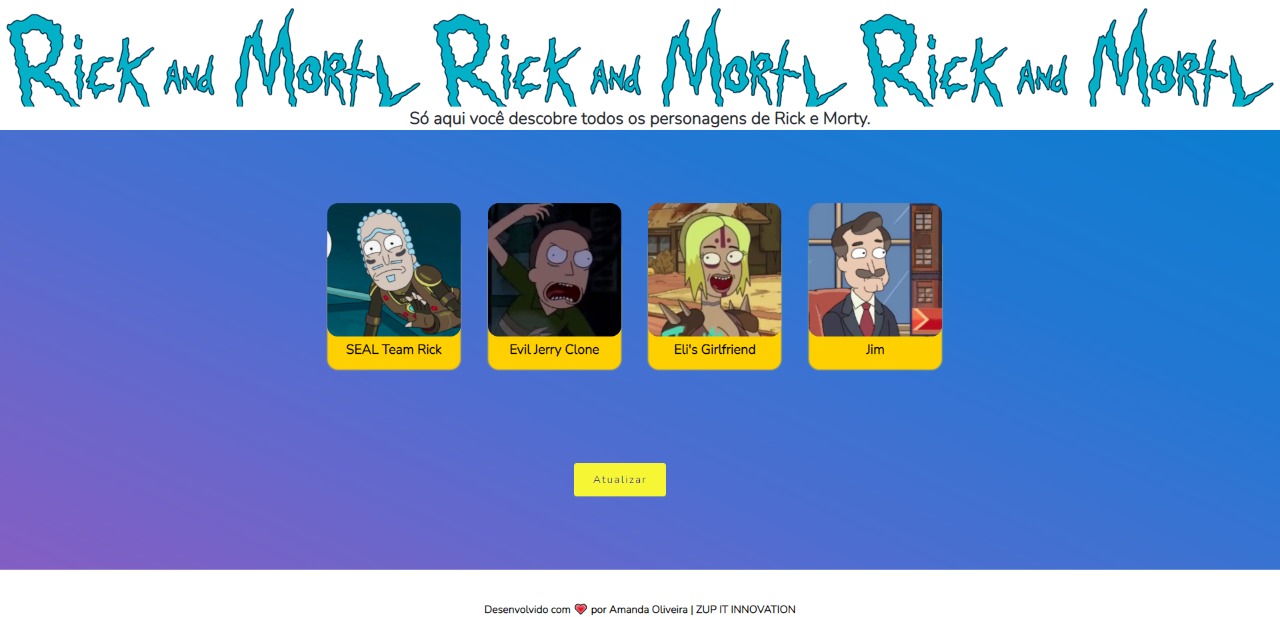 Rick and Morty Rick and Morty Rick and Morty
Só aqui você descobre todos os personagens de Rick e Morty.
SEAL Team Rick
Evil Jerry Clone
Eli's Girlfriend
Jim
Atualizar
Desenvolvido com 💗 por Amanda Oliveira | ZUP IT INNOVATION